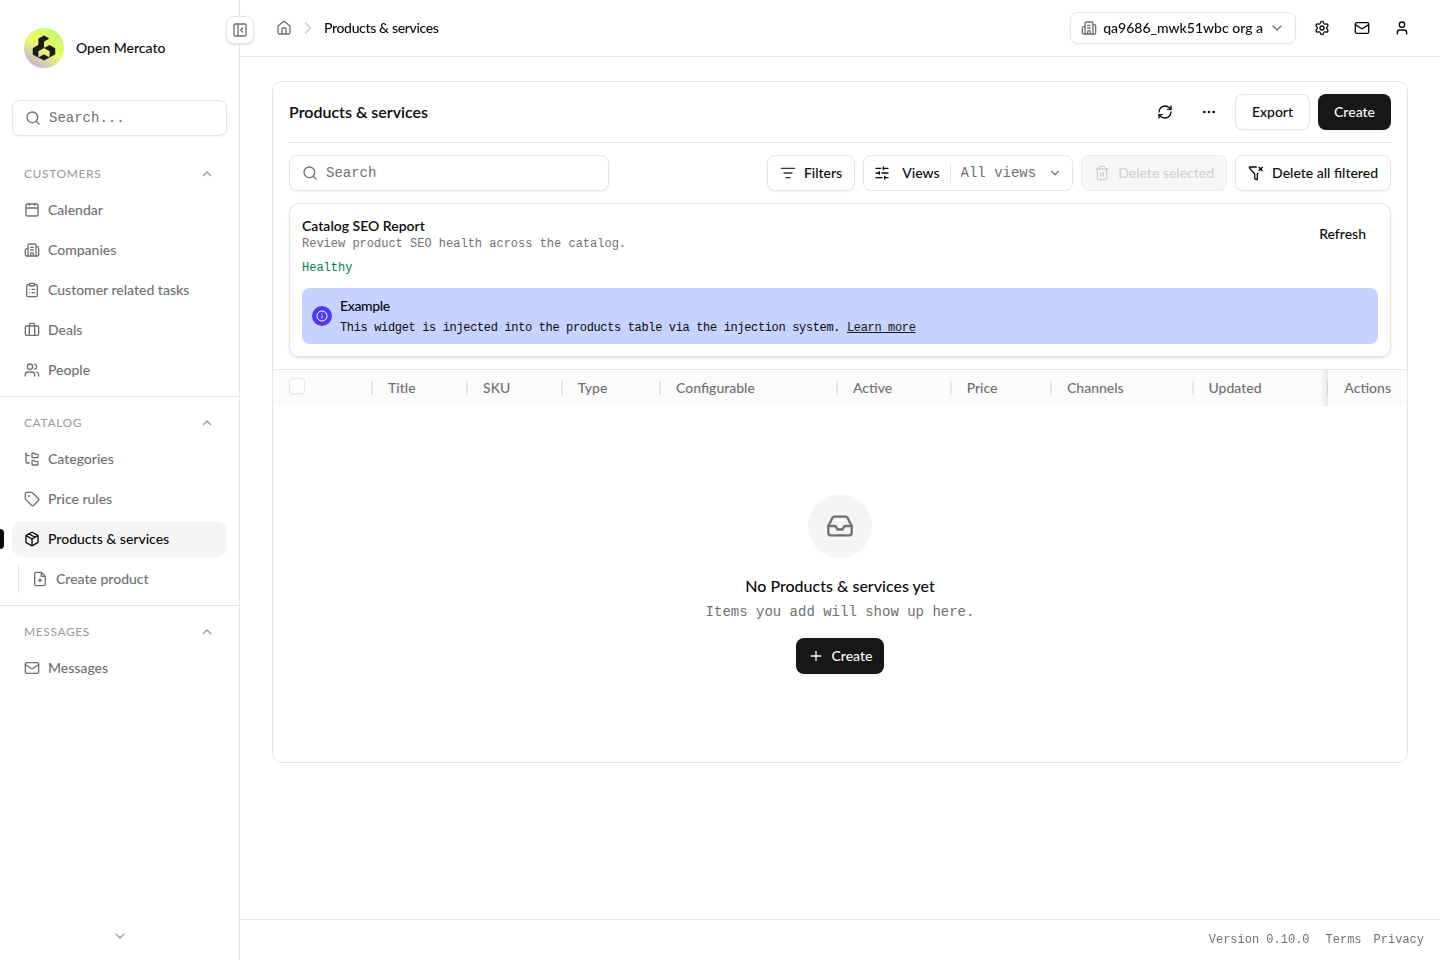 Open Mercato
Products & services
qa9686_mwk51wbc org a
Search...
CUSTOMERS
Calendar
Companies
Customer related tasks
Deals
People
CATALOG
Categories
Price rules
Products & services
Create product
MESSAGES
Messages
Products & services
Export
Create
Search
Filters
Views
All views
Delete selected
Delete all filtered
Catalog SEO Report
Review product SEO health across the catalog.
Healthy
Refresh
Example
This widget is injected into the products table via the injection system. Learn more
Title
SKU
Type
Configurable
Active
Price
Channels
Updated
Actions
No Products & services yet
Items you add will show up here.
Create
Version 0.10.0
Terms
Privacy